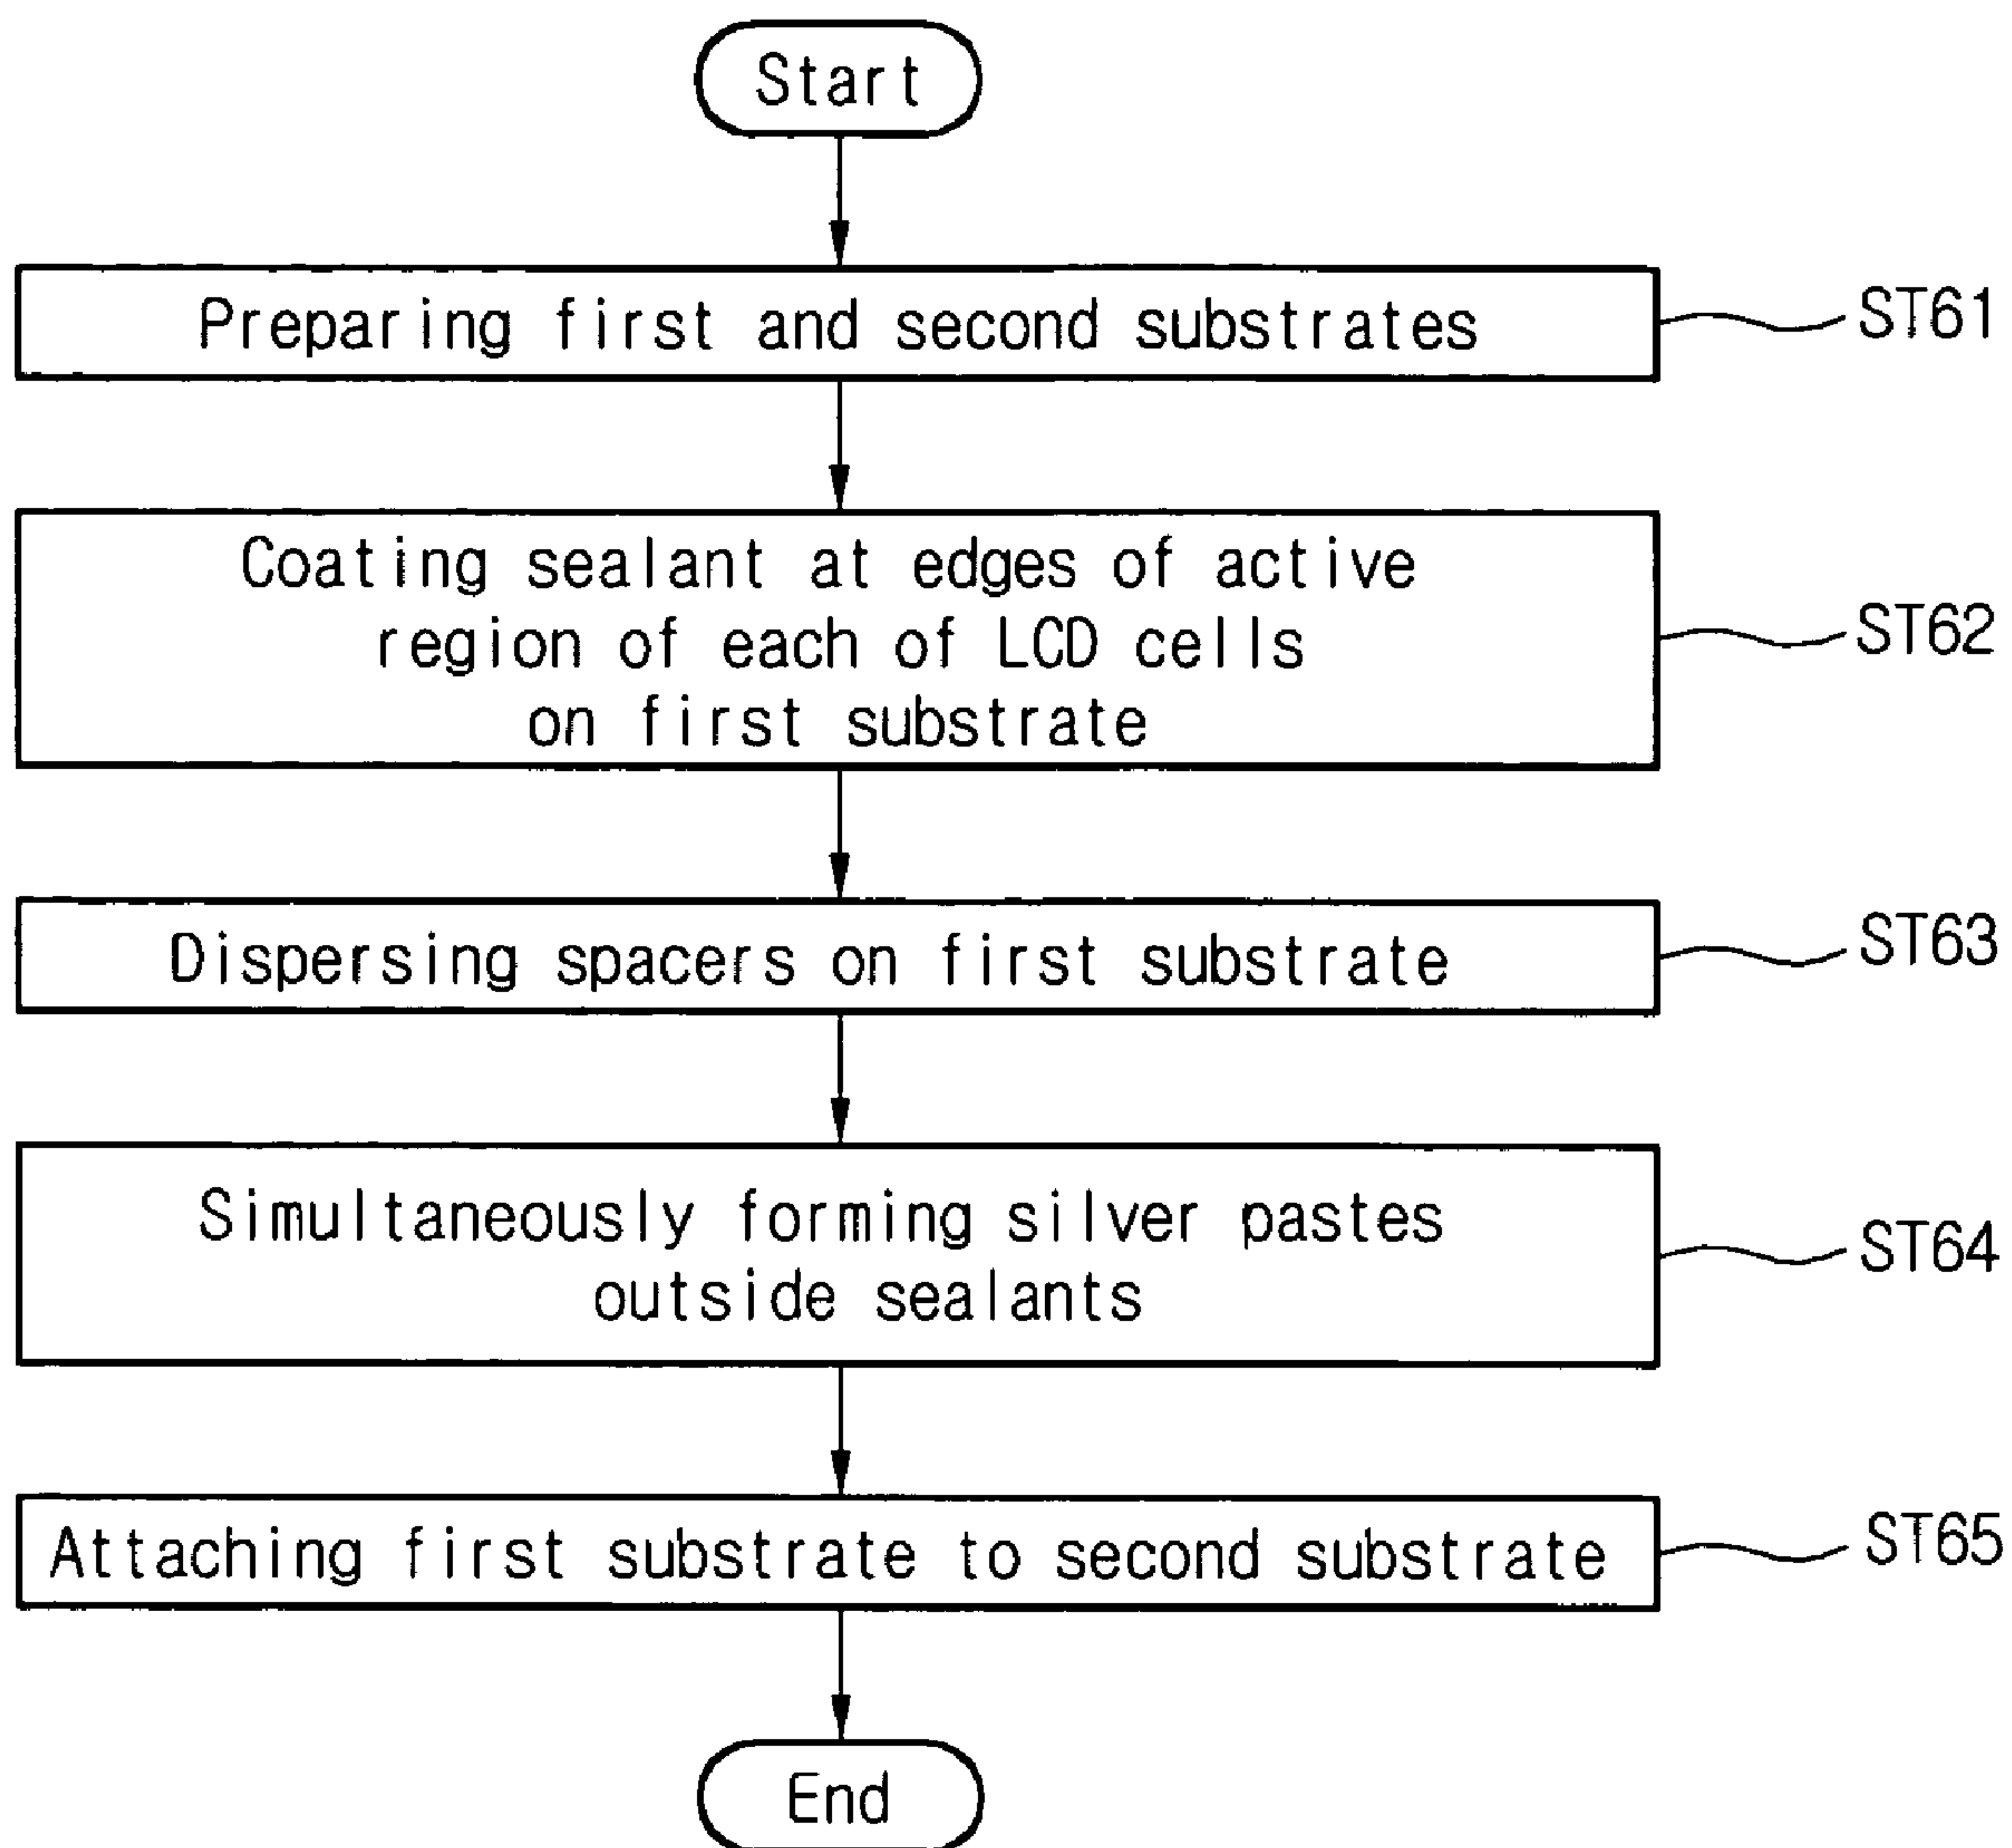 Start
Preparing first and second substrates
ST61
Coating sealant at edges of active
region of each of LCD cells
on first substrate
ST62
Dispersing spacers on first substrate
ST63
Simultaneously forming silver pastes
outside sealants
ST64
Attaching first substrate to second substrate
ST65
End